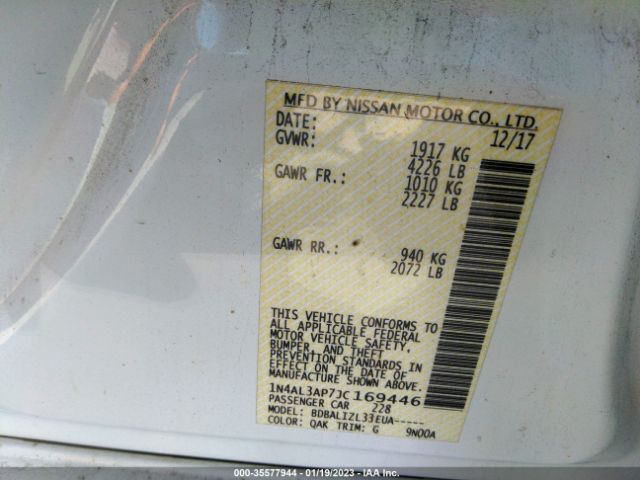 MFD BY NISSAN MOTOR CO., LTD.
DATE: 12/17
GVWR: 1917 KG
4226 LB
GAWR FR.: 1010 KG
2227 LB
GAWR RR.: 940 KG
2072 LB
THIS VEHICLE CONFORMS TO
ALL APPLICABLE FEDERAL
MOTOR VEHICLE SAFETY,
BUMPER, AND THEFT
PREVENTION STANDARDS IN
EFFECT ON THE DATE OF
MANUFACTURE SHOWN ABOVE.
1N4AL3AP7JC169446
PASSENGER CAR 228
MODEL: BDBALIZL33EUA-----
COLOR: QAK TRIM: G 9N00A
000-35577944 - 01/19/2023 - IAA Inc.